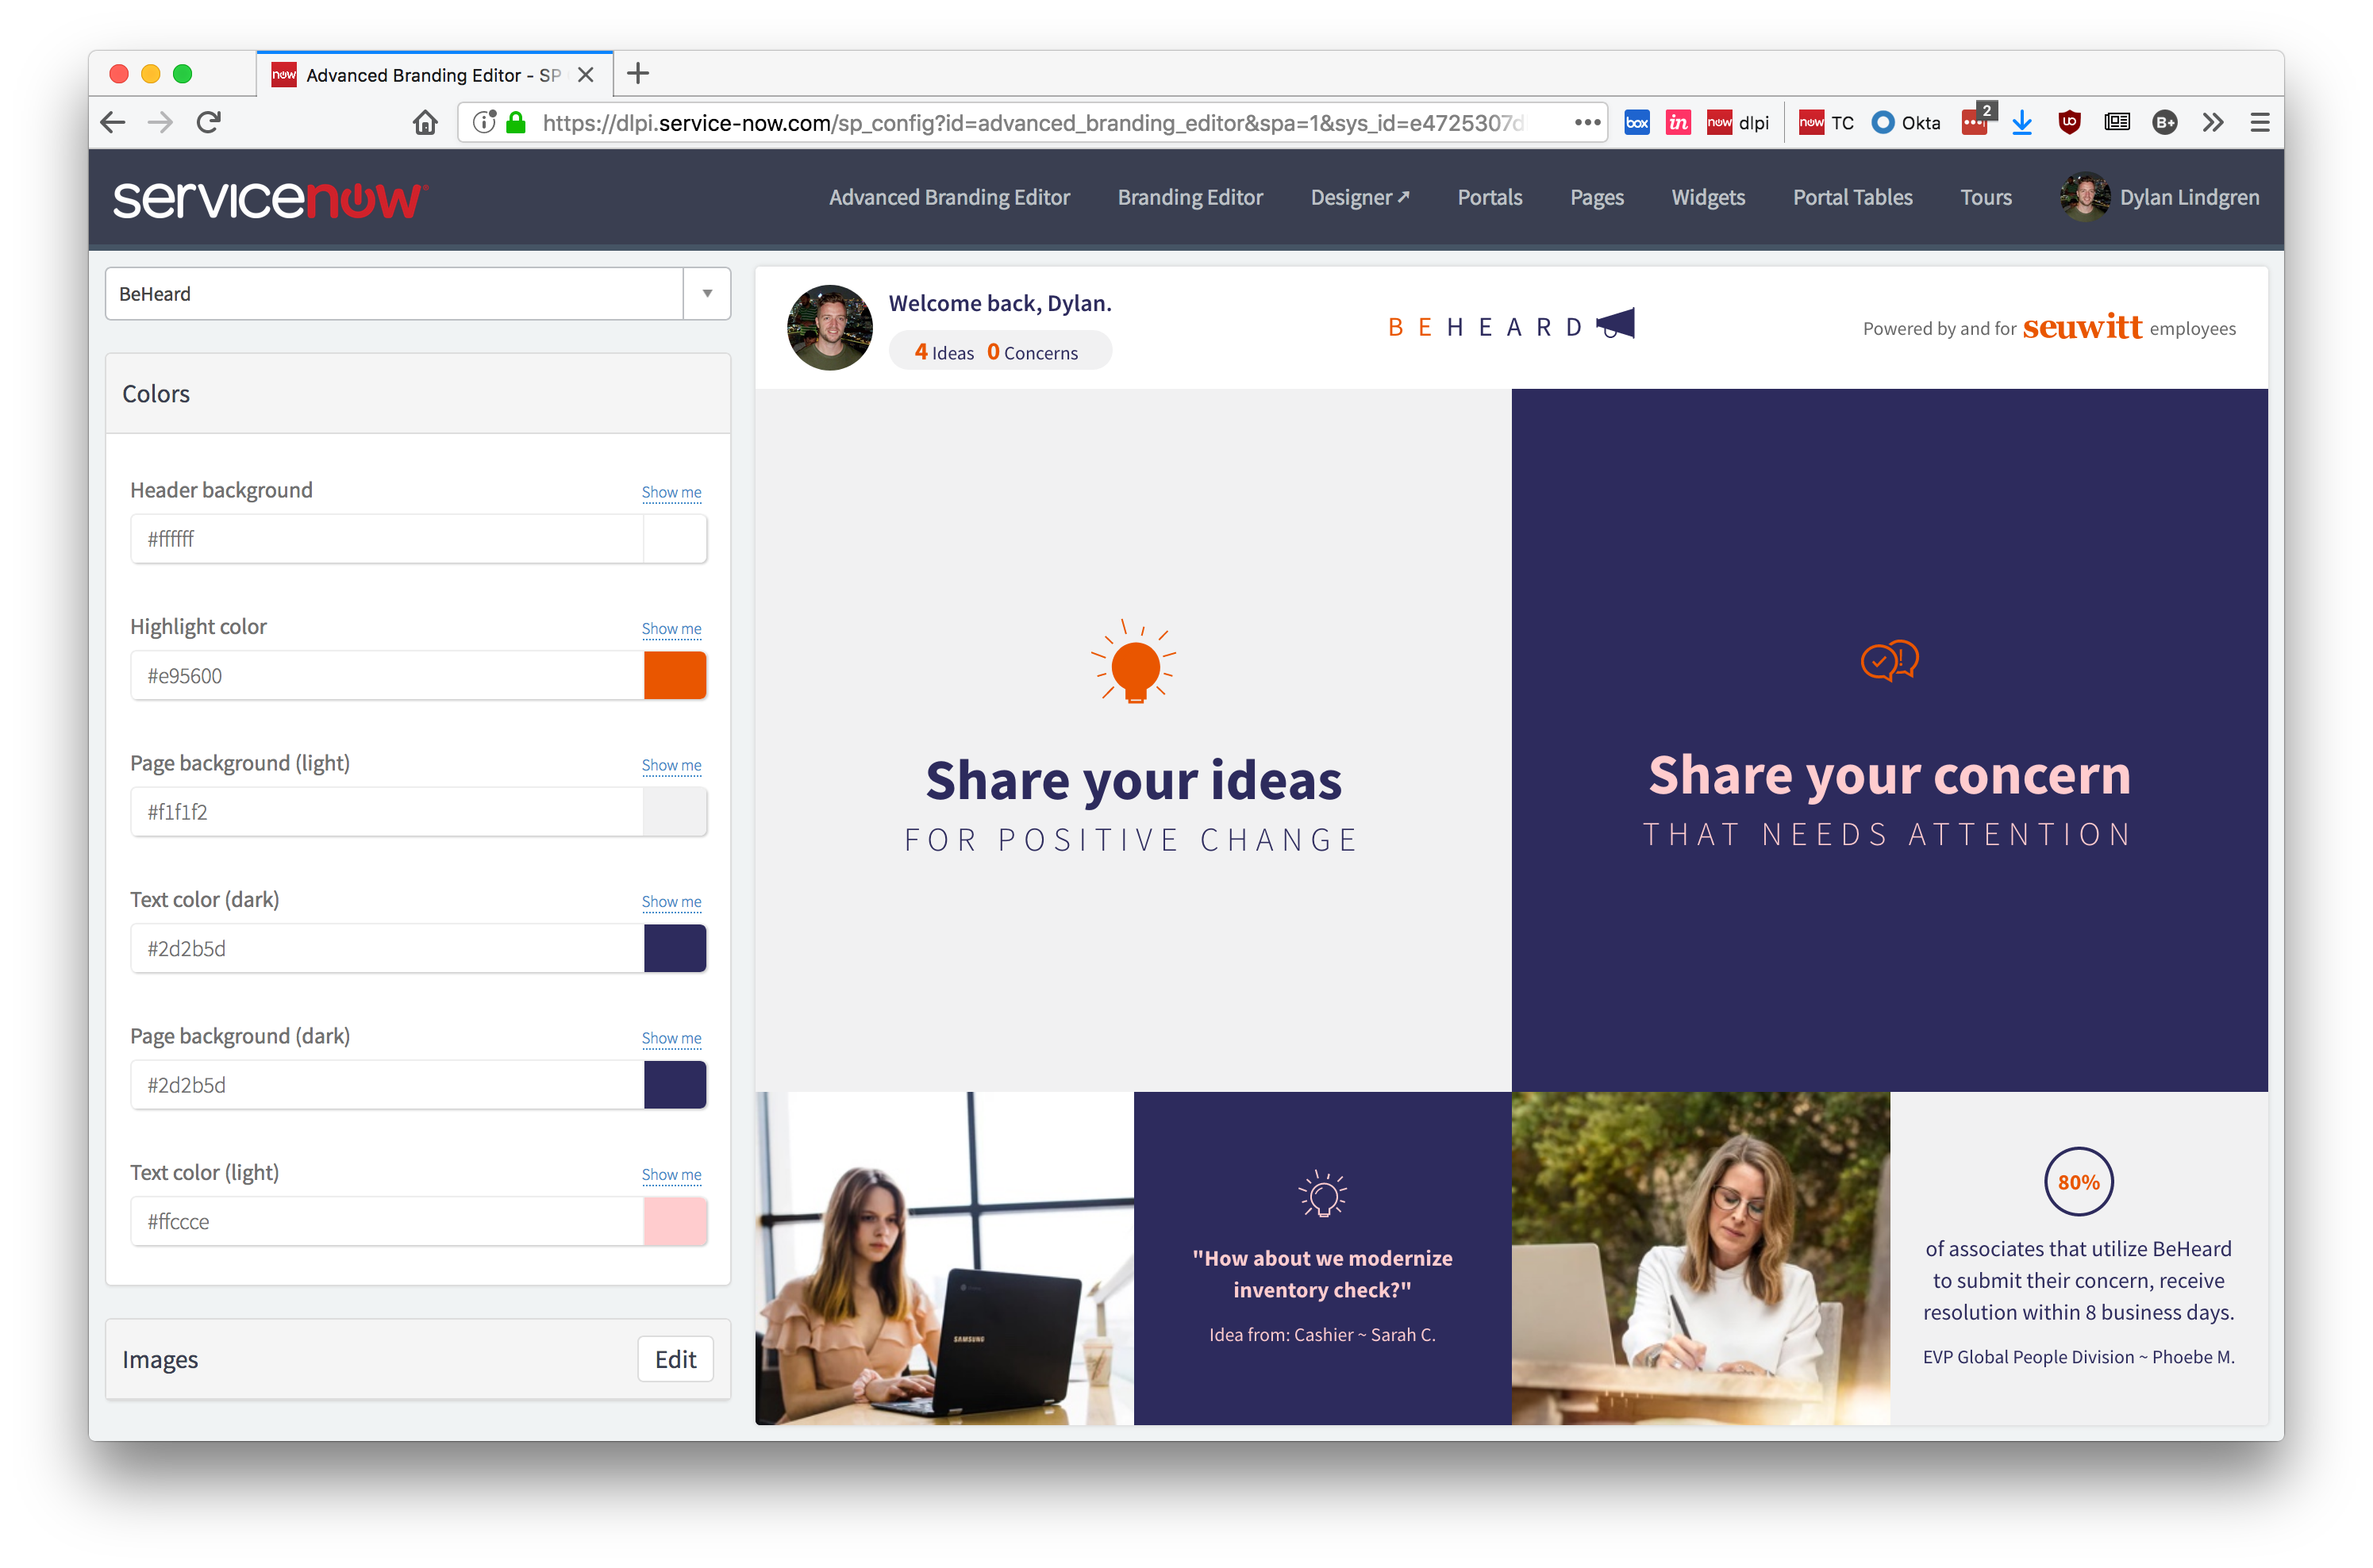 now Advanced Branding Editor - SP
https://dlpi.service-now.com/sp_config?id=advanced_branding_editor&spa=1&sys_id=e4725307d
box in now dlpi now TC Okta 2 B+
servicenow Advanced Branding Editor Branding Editor Designer Portals Pages Widgets Portal Tables Tours Dylan Lindgren
BeHeard
Colors
Header background Show me
#ffffff
Highlight color Show me
#e95600
Page background (light) Show me
#f1f1f2
Text color (dark) Show me
#2d2b5d
Page background (dark) Show me
#2d2b5d
Text color (light) Show me
#ffccce
Images Edit
Welcome back, Dylan.
4 Ideas 0 Concerns
BEHEARD
Powered by and for seuwitt employees
Share your ideas
FOR POSITIVE CHANGE
Share your concern
THAT NEEDS ATTENTION
SAMSUNG
"How about we modernize
inventory check?"
Idea from: Cashier ~ Sarah C.
80%
of associates that utilize BeHeard
to submit their concern, receive
resolution within 8 business days.
EVP Global People Division ~ Phoebe M.